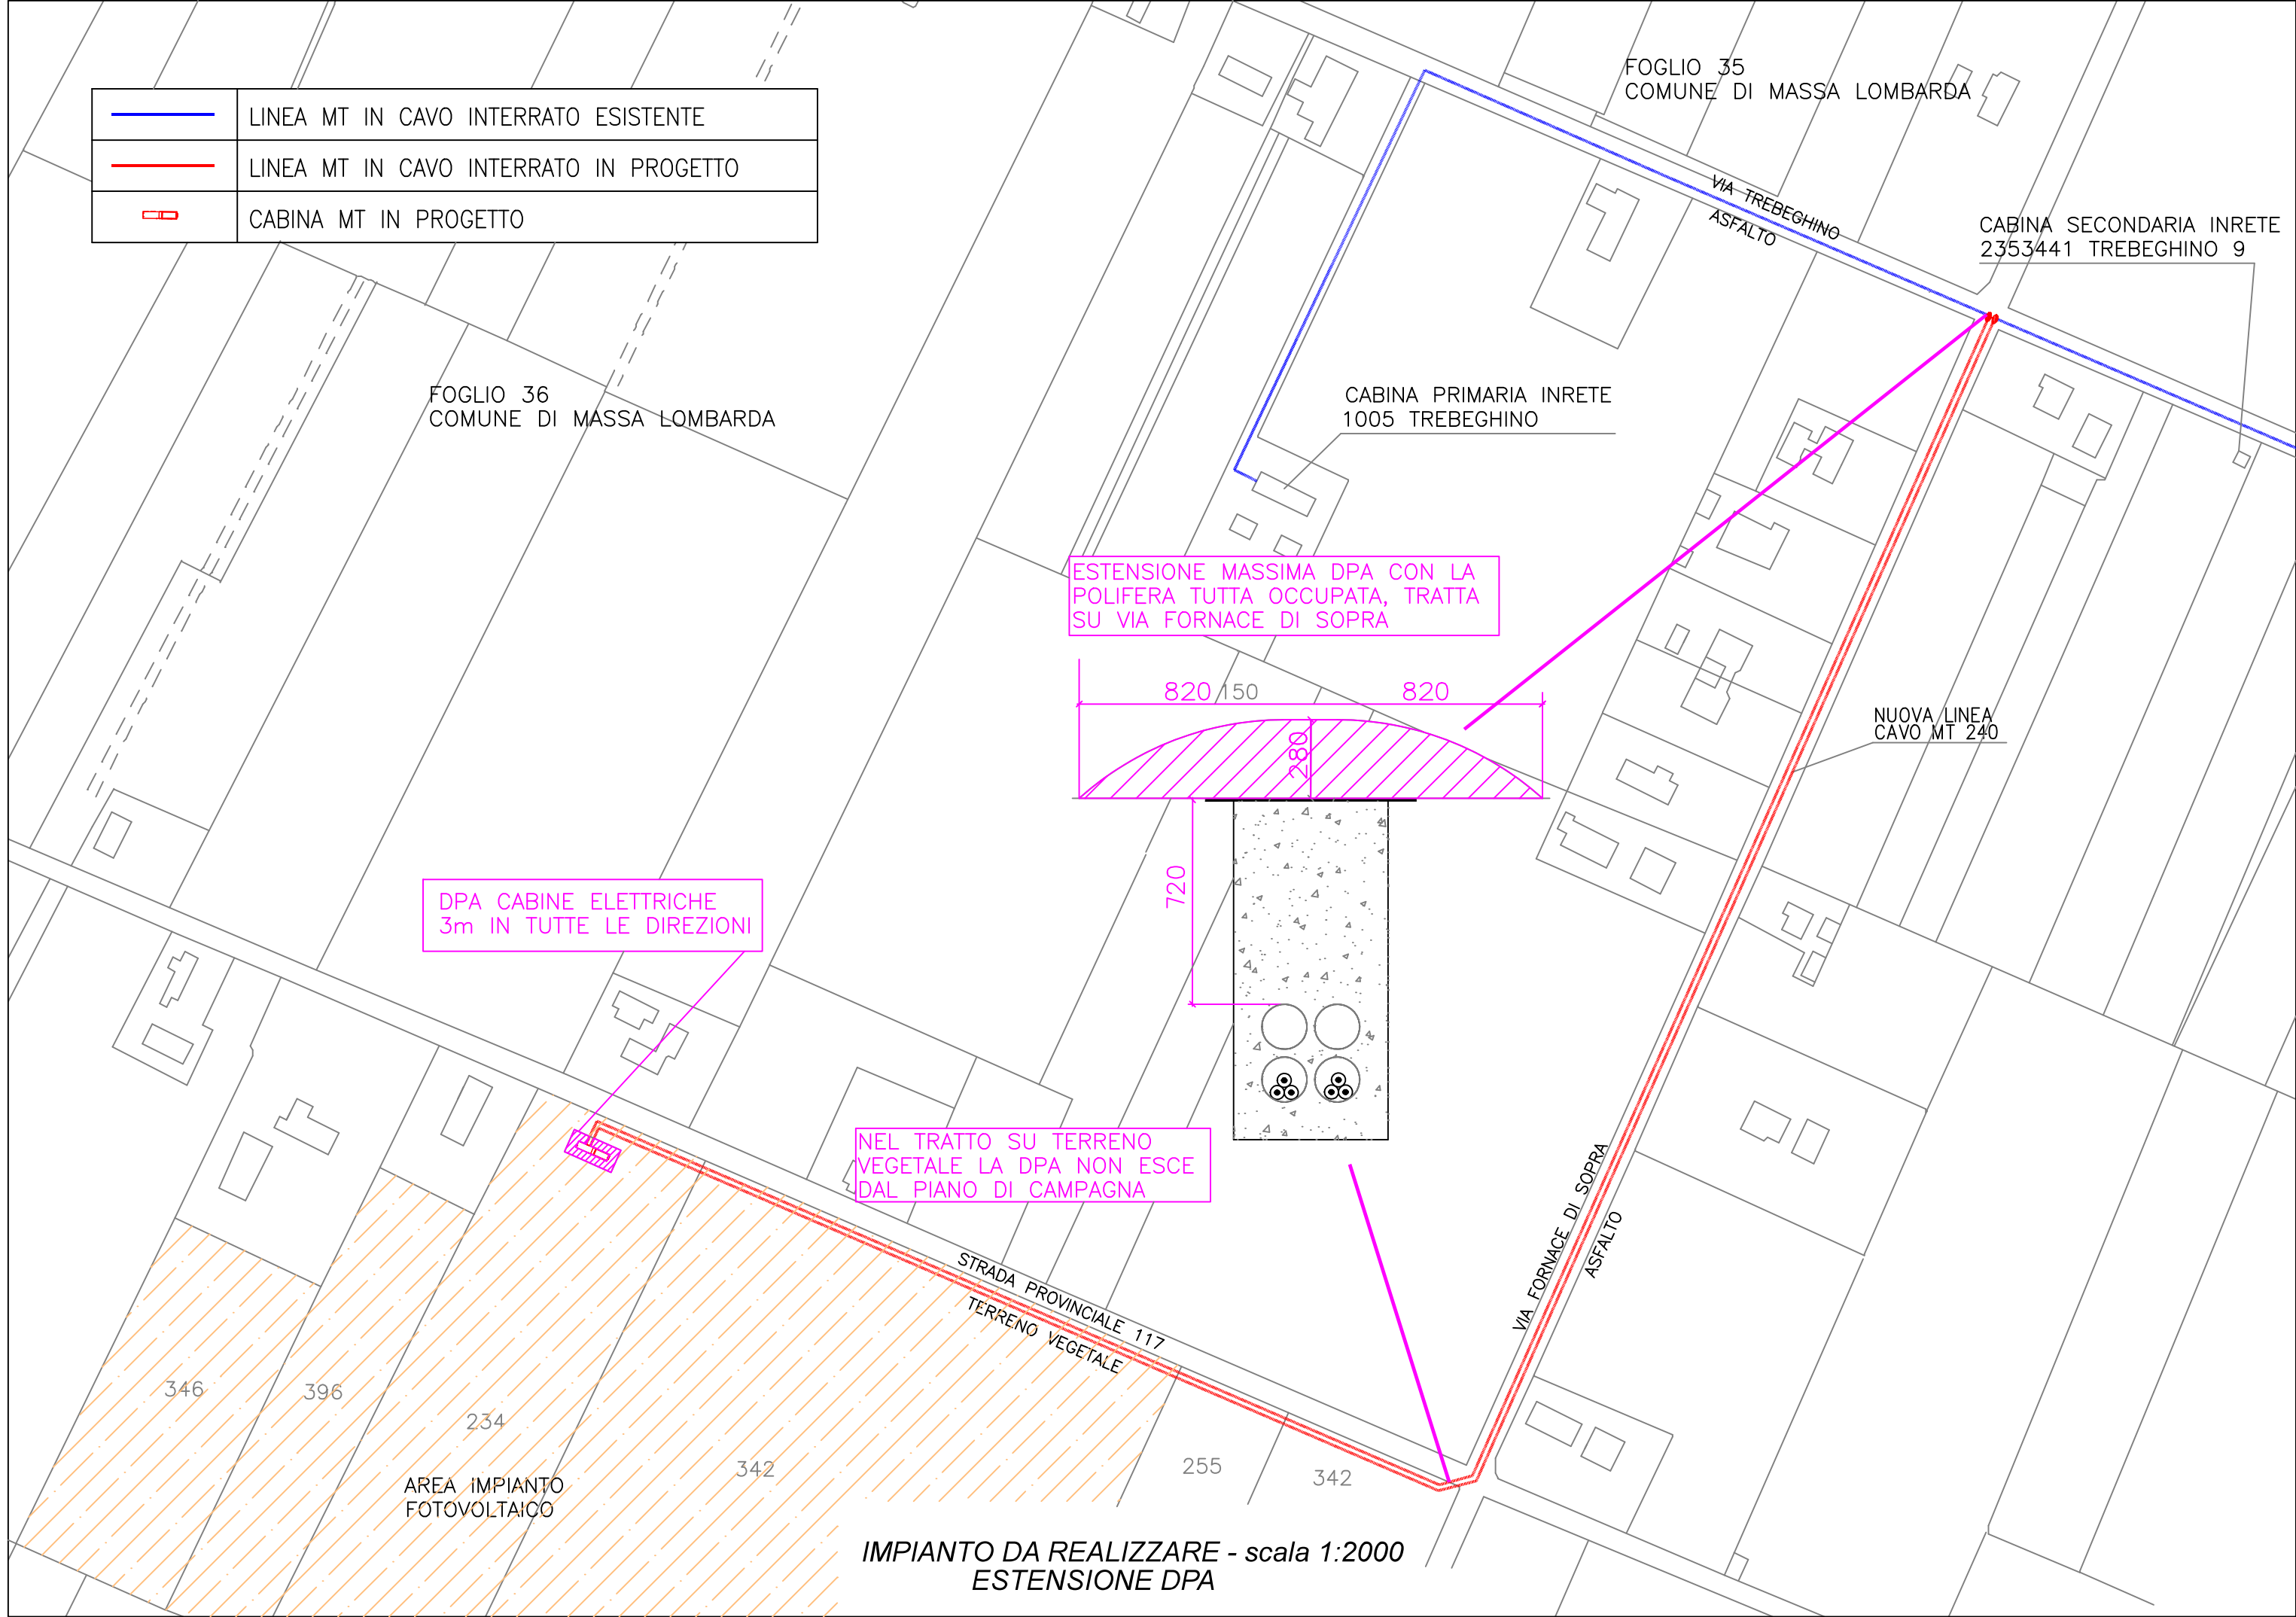 FOGLIO 35
COMUNE DI MASSA LOMBARDA
LINEA MT IN CAVO INTERRATO ESISTENTE
LINEA MT IN CAVO INTERRATO IN PROGETTO
CABINA MT IN PROGETTO
VIA TREBEGHINO
ASFALTO
CABINA SECONDARIA INRETE
2353441 TREBEGHINO 9
FOGLIO 36
COMUNE DI MASSA LOMBARDA
CABINA PRIMARIA INRETE
1005 TREBEGHINO
ESTENSIONE MASSIMA DPA CON LA
POLIFERA TUTTA OCCUPATA, TRATTA
SU VIA FORNACE DI SOPRA
820 150 820
280
NUOVA LINEA
CAVO MT 240
720
DPA CABINE ELETTRICHE
3m IN TUTTE LE DIREZIONI
NEL TRATTO SU TERRENO
VEGETALE LA DPA NON ESCE
DAL PIANO DI CAMPAGNA
VIA FORNACE DI SOPRA
ASFALTO
STRADA PROVINCIALE 117
TERRENO VEGETALE
346
396
234
342
255
342
AREA IMPIANTO
FOTOVOLTAICO
IMPIANTO DA REALIZZARE - scala 1:2000
ESTENSIONE DPA